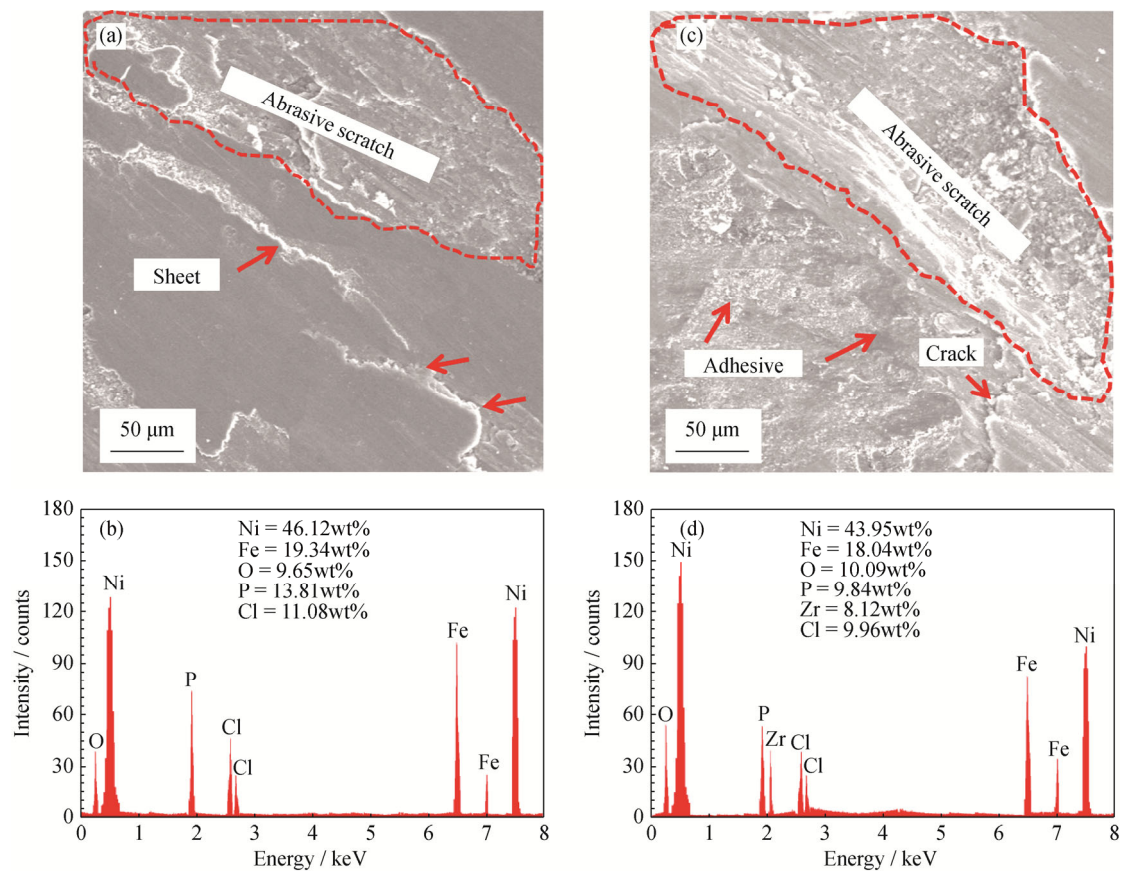 (a)
Abrasive scratch
Sheet
50 μm
(c)
Abrasive scratch
Adhesive
Crack
50 μm
(b)
Ni = 46.12wt%
Fe = 19.34wt%
O = 9.65wt%
P = 13.81wt%
Cl = 11.08wt%
180
150
120
90
60
30
0
Intensity / counts
O
Ni
P
Cl
Cl
Fe
Fe
Ni
0 1 2 3 4 5 6 7 8
Energy / keV
(d)
Ni = 43.95wt%
Fe = 18.04wt%
O = 10.09wt%
P = 9.84wt%
Zr = 8.12wt%
Cl = 9.96wt%
180
150
120
90
60
30
0
Intensity / counts
O
Ni
P
Zr
Cl
Cl
Fe
Fe
Ni
0 1 2 3 4 5 6 7 8
Energy / keV